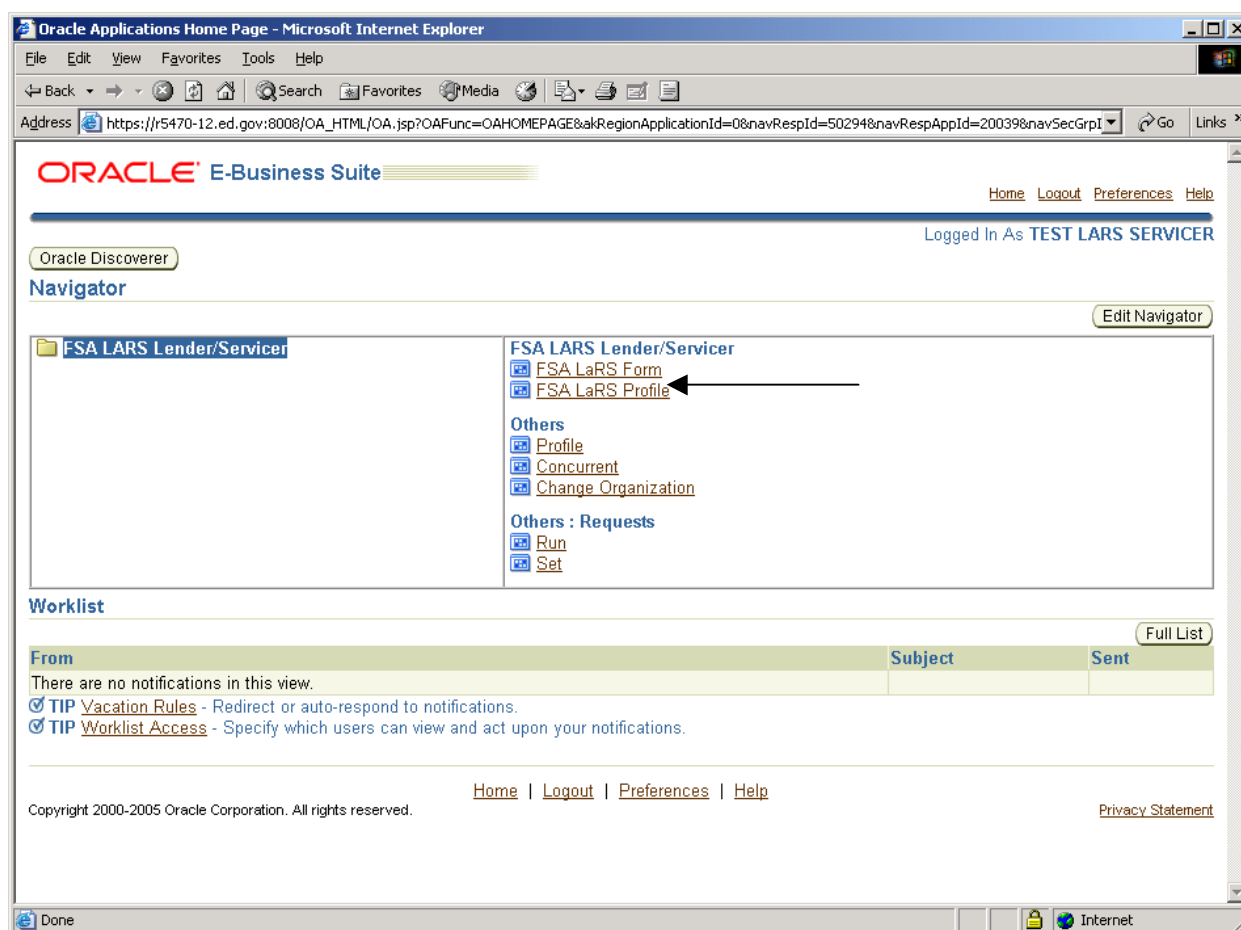 Oracle Applications Home Page - Microsoft Internet Explorer
File Edit View Favorites Tools Help
Back Search Favorites Media
Address https://r5470-12.ed.gov:8008/OA_HTML/OA.jsp?OAFunc=OAHOMEPAGE&akRegionApplicationId=0&navRespId=50294&navRespAppId=20039&navSecGrpI Go Links »
ORACLE E-Business Suite
Home Logout Preferences Help
Logged In As TEST LARS SERVICER
Oracle Discoverer
Navigator
Edit Navigator
FSA LARS Lender/Servicer
FSA LARS Lender/Servicer
FSA LaRS Form
FSA LaRS Profile
Others
Profile
Concurrent
Change Organization
Others : Requests
Run
Set
Worklist
Full List
From Subject Sent
There are no notifications in this view.
TIP Vacation Rules - Redirect or auto-respond to notifications.
TIP Worklist Access - Specify which users can view and act upon your notifications.
Home | Logout | Preferences | Help
Copyright 2000-2005 Oracle Corporation. All rights reserved.
Privacy Statement
Done Internet